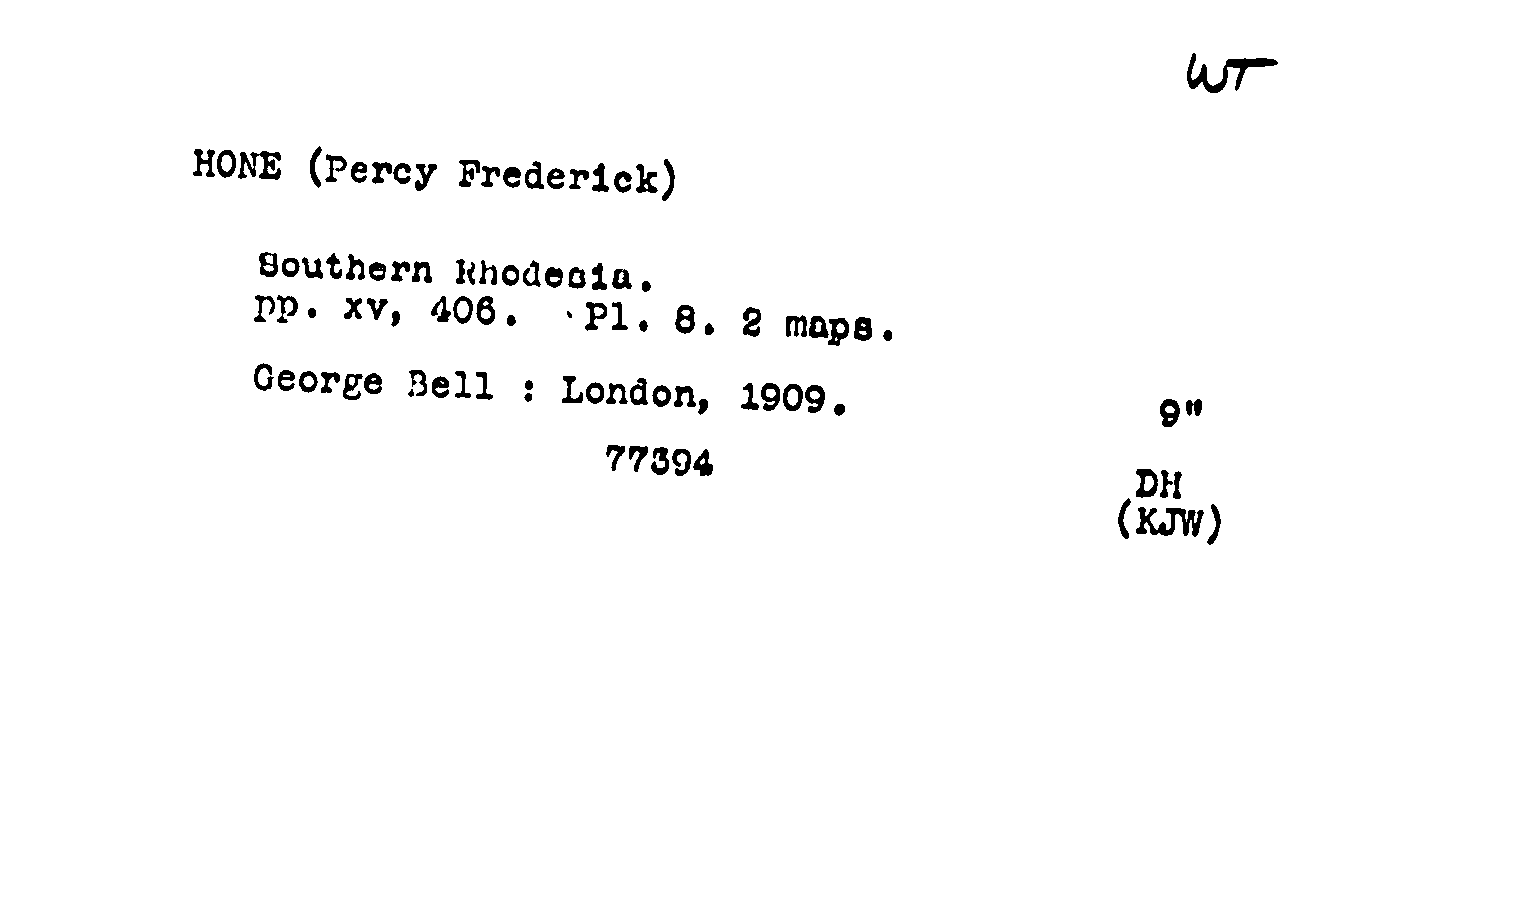 WT
HONE (Percy Frederick)
Southern Rhodesia.
pp. xv, 406. Pl. 8. 2 maps.
George Bell : London, 1909.
9"
77394
DH
(KJW)